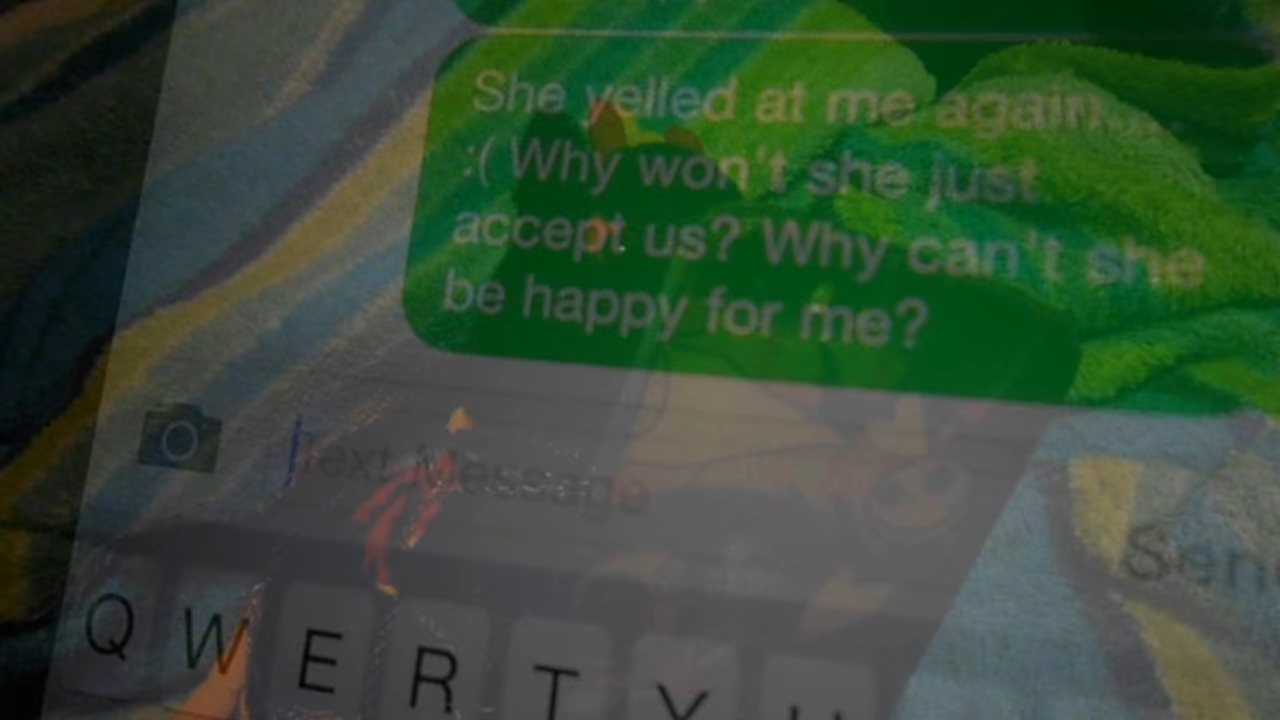 She yelled at me again....
:( Why won't she just
accept us? Why can't she
be happy for me?
Text Message
Send
Q W E R T Y U